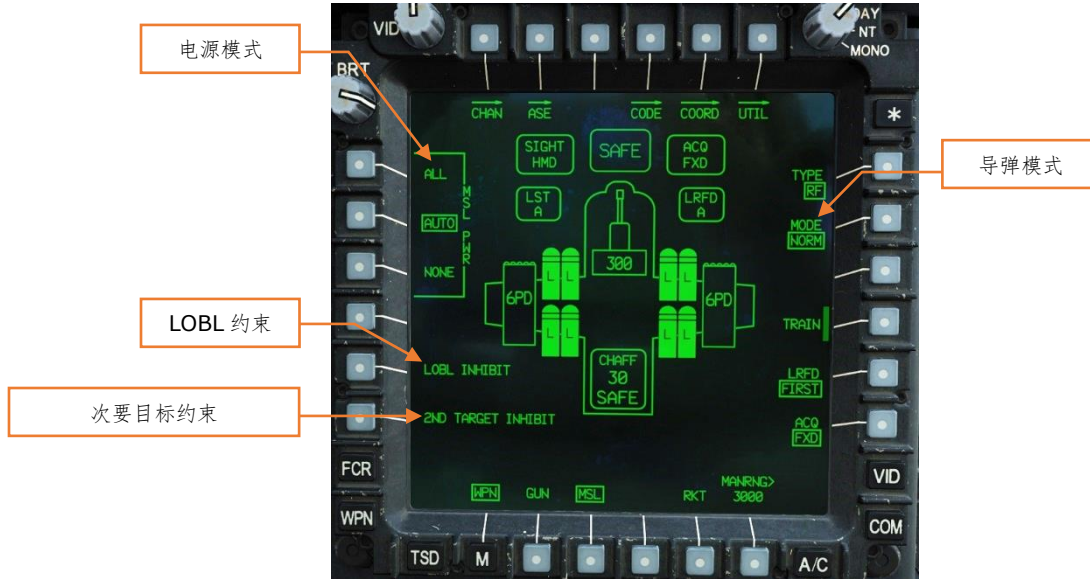 电源模式
LOBL 约束
次要目标约束
导弹模式
VID
DAY
NT
MONO
BRT
CHAN
ASE
CODE
COORD
UTIL
*
SIGHT
HMD
SAFE
ACQ
FXD
ALL
MSL PWR
AUTO
NONE
LST
A
LRFD
A
TYPE
RF
MODE
NORM
300
6PD
6PD
L
L
L
L
L
L
L
L
TRAIN
CHAFF
30
SAFE
LOBL INHIBIT
LRFD
FIRST
2ND TARGET INHIBIT
ACQ
FXD
FCR
VID
WPN
GUN
MSL
RKT
MANRNG>
3000
WPN
COM
TSD
M
A/C